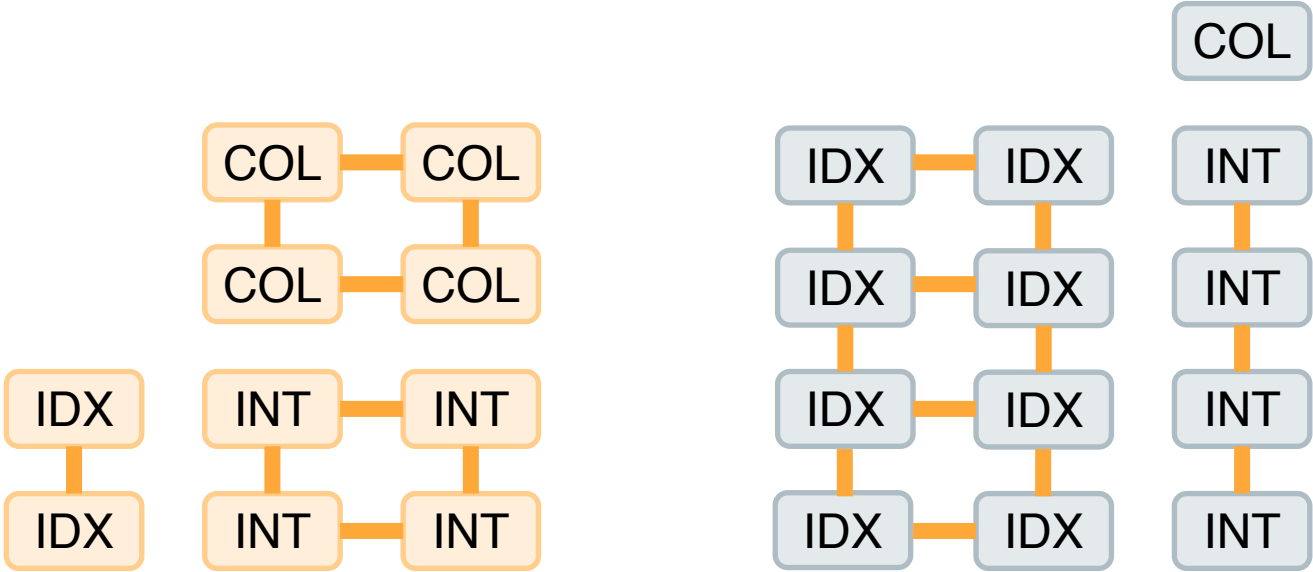 COL
COL COL IDX IDX INT
COL COL IDX IDX INT
IDX INT INT IDX IDX INT
IDX INT INT IDX IDX INT